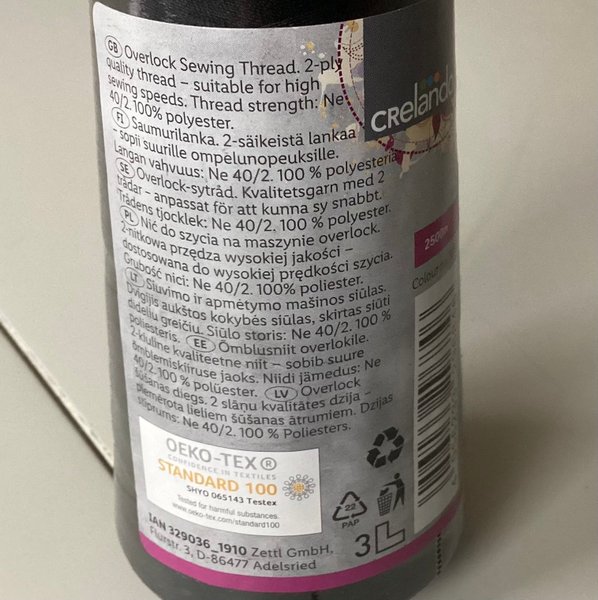 GB Overlock Sewing Thread. 2-ply
quality thread – suitable for high
sewing speeds. Thread strength: Ne
40/2. 100% polyester.
FI Saumurilanka. 2-säikeistä lankaa
– sopii suurille ompelunopeuksille.
Langan vahvuus: Ne 40/2. 100 % polyesteria
SE Overlock-sytråd. Kvalitetsgarn med 2
trådar – anpassat för att kunna sy snabbt.
Trådens tjocklek: Ne 40/2. 100 % polyester.
PL Nić do szycia na maszynie overlock.
2-nitkowa przędza wysokiej jakości –
dostosowana do wysokiej prędkości szycia.
Grubość nici: Ne 40/2. 100% poliester.
LT Siuvimo ir apmėtymo mašinos siūlas.
Dvigijis aukštos kokybės siūlas, skirtas siūti
dideliu greičiu. Siūlo storis: Ne 40/2. 100 %
poliesteris. EE Ömblusniit overlokile.
2-kiuline kvaliteetne niit – sobib suure
õmblemiskiiruse jaoks. Niidi jämedus: Ne
40/2. 100% polüester. LV Overlock
šūšanas diegs. 2 slāņu kvalitātes dzija –
piemērota lieliem šūšanas ātrumiem. Dzijas
stiprums: Ne 40/2. 100 % Poliesters.
CRelando
2500m
Colour
OEKO-TEX®
CONFIDENCE IN TEXTILES
STANDARD 100
SHYO 065143 Testex
Tested for harmful substances.
www.oeko-tex.com/standard100
22
PAP
3L
IAN 329036_1910 Zettl GmbH,
Flurstr. 3, D-86477 Adelsried